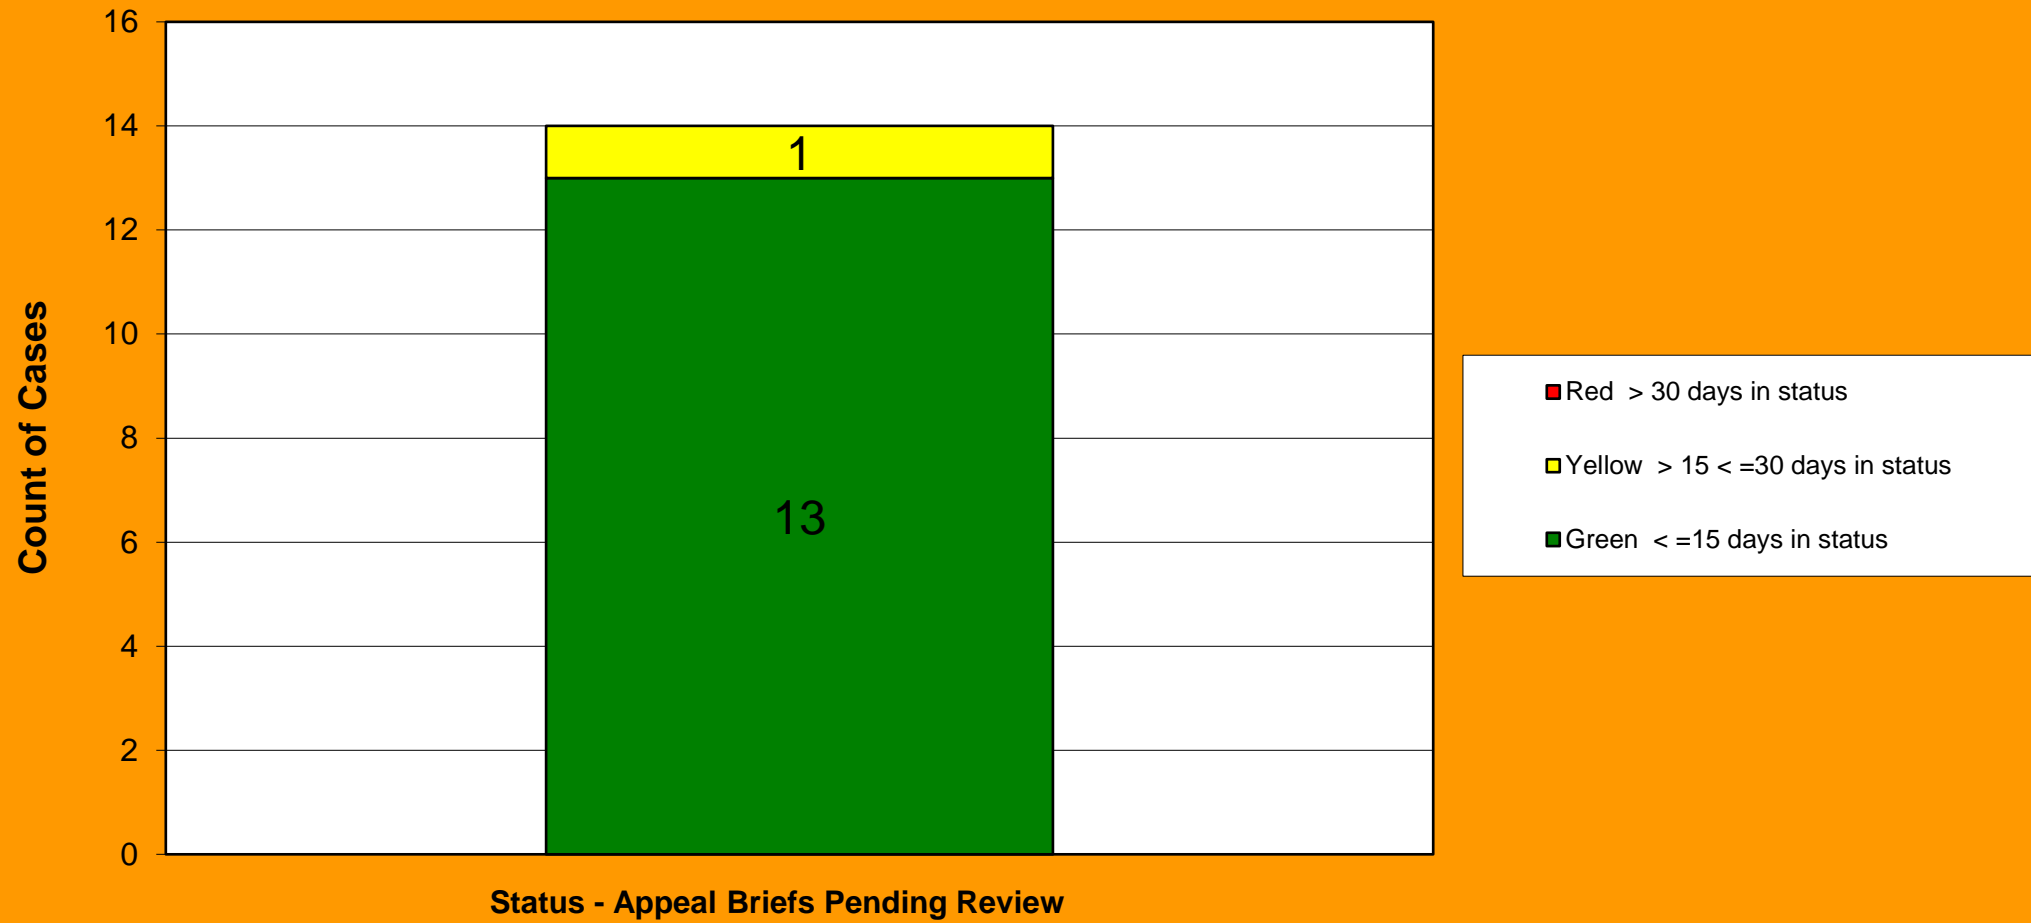 16
14
12
10
8
6
4
2
0
Count of Cases
1
13
Status - Appeal Briefs Pending Review
Red  > 30 days in status
Yellow  > 15 < =30 days in status
Green  < =15 days in status